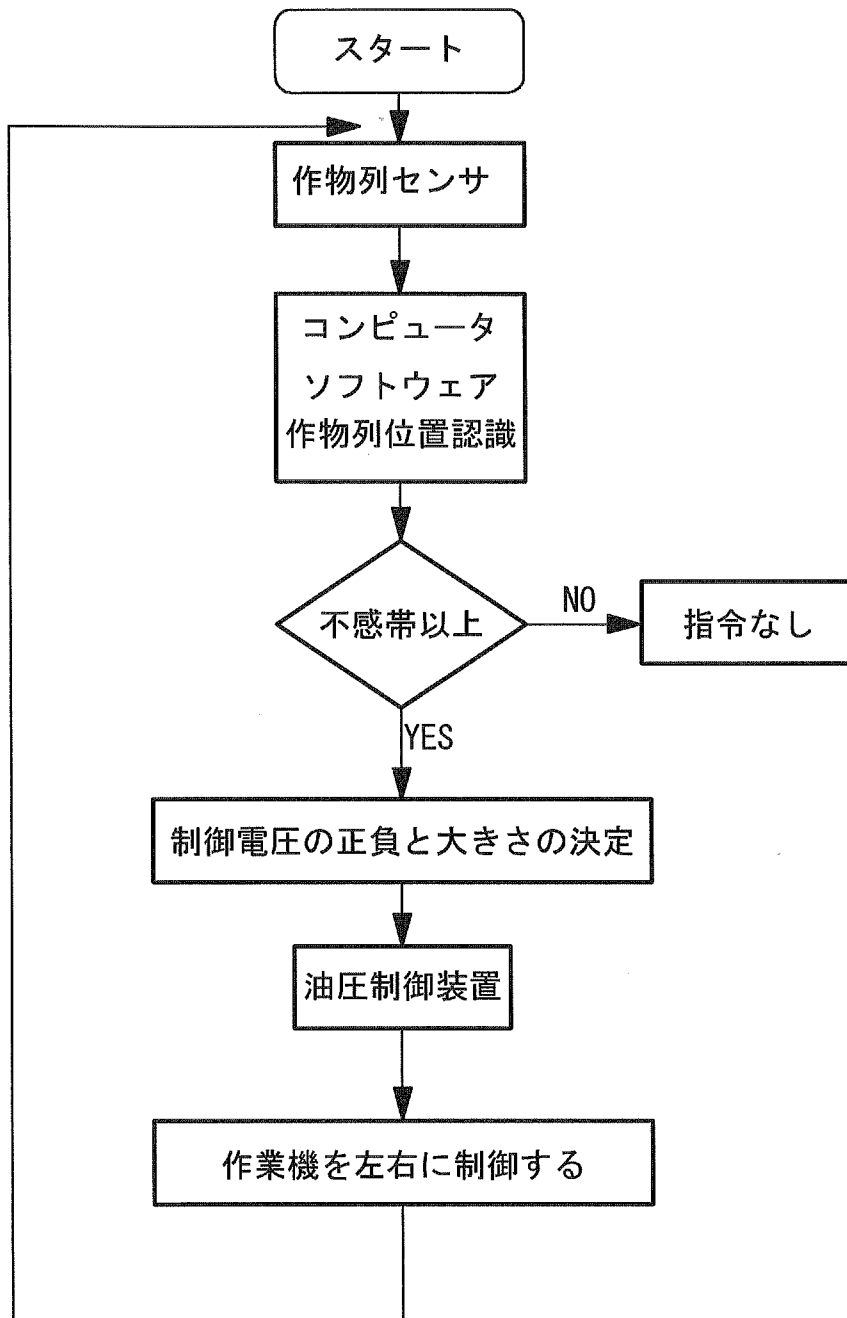 スタート
作物列センサ
コンピュータ
ソフトウェア
作物列位置認識
不感帯以上
NO
指令なし
YES
制御電圧の正負と大きさの決定
油圧制御装置
作業機を左右に制御する